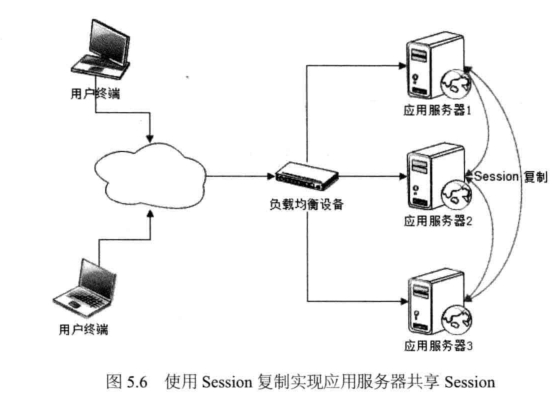 用户终端
应用服务器1
Session 复制
负载均衡设备
应用服务器2
用户终端
应用服务器3
图 5.6 使用 Session 复制实现应用服务器共享 Session